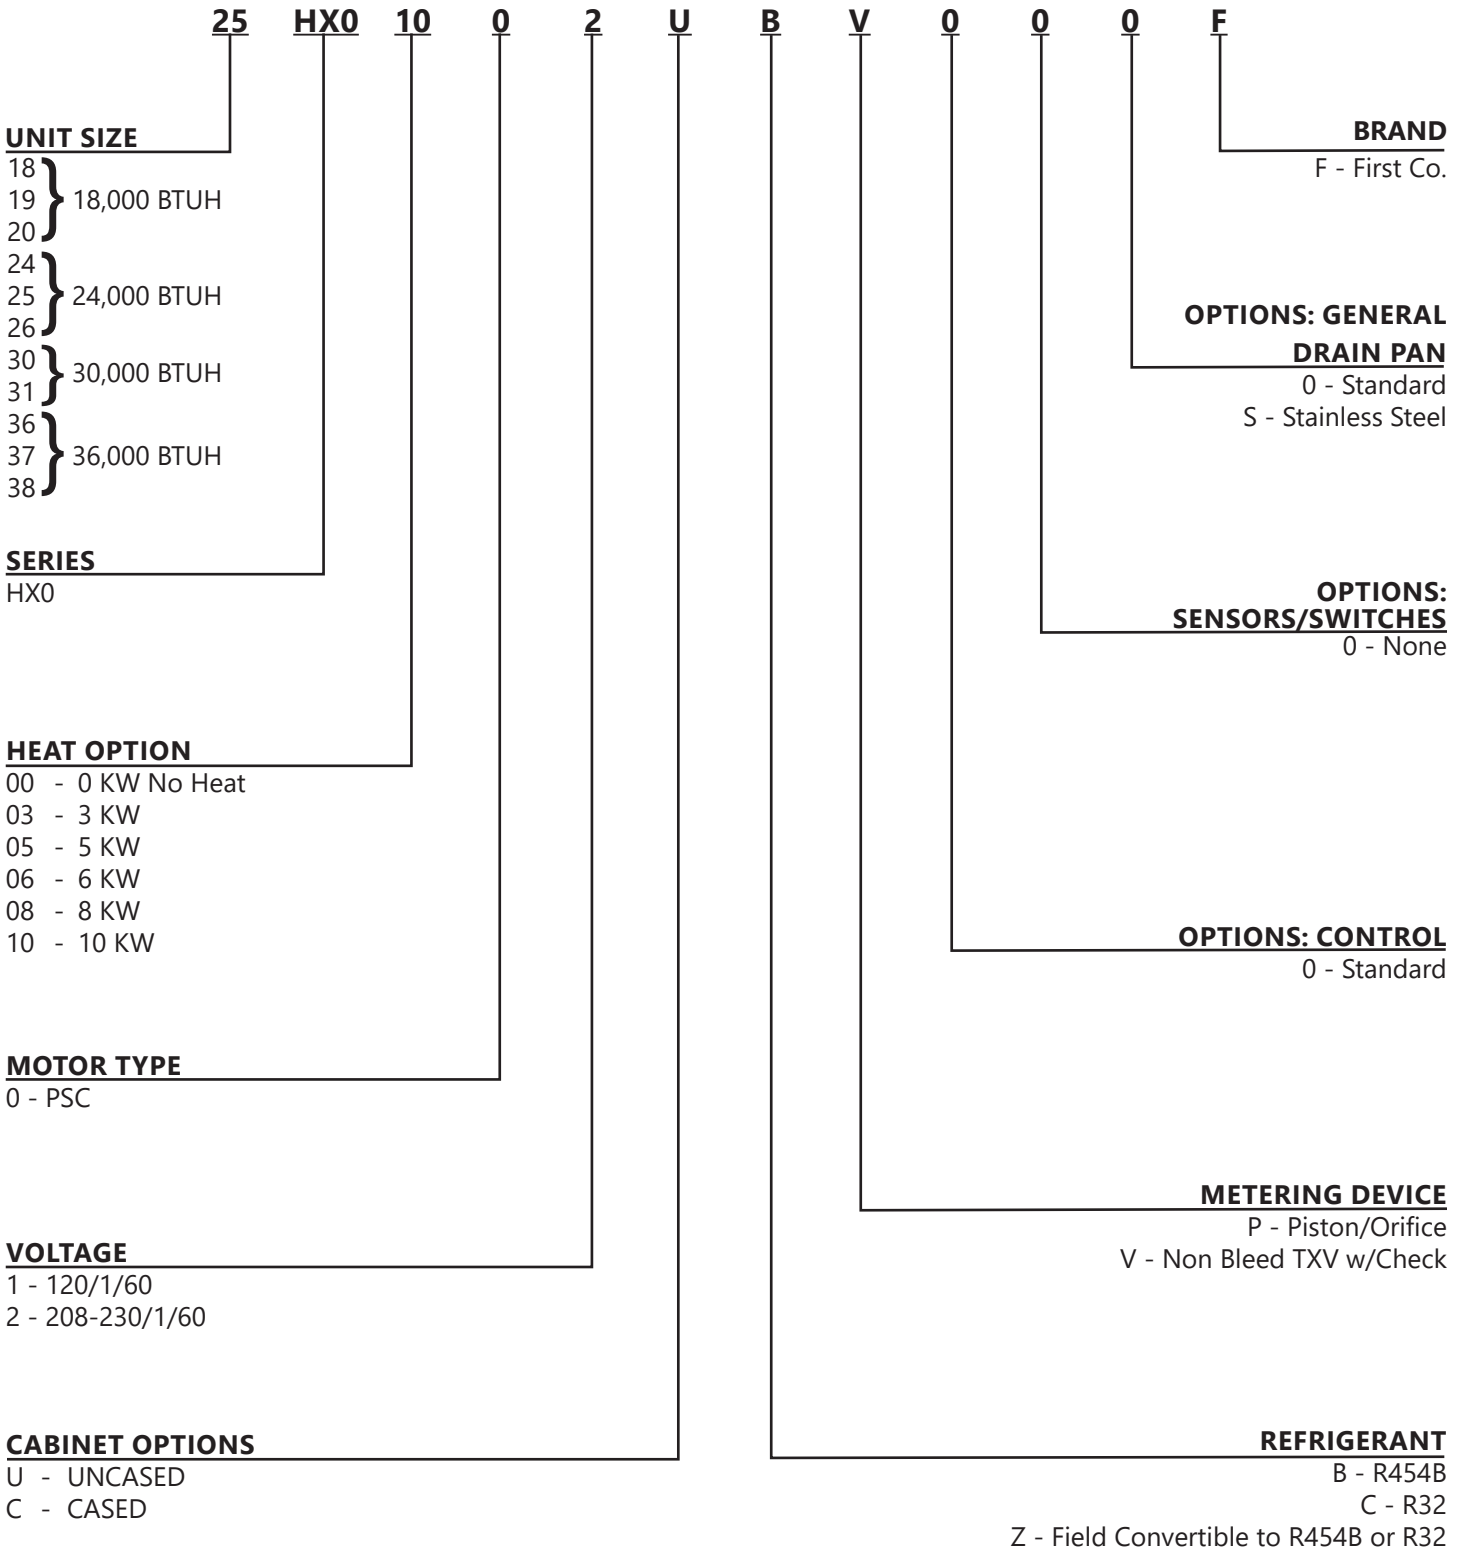 25 HX0 10 0 2 U B V 0 0 0 F
UNIT SIZE
18
19
20
18,000 BTUH
24
25
26
24,000 BTUH
30
31
30,000 BTUH
36
37
38
36,000 BTUH
SERIES
HX0
HEAT OPTION
00 - 0 KW No Heat
03 - 3 KW
05 - 5 KW
06 - 6 KW
08 - 8 KW
10 - 10 KW
MOTOR TYPE
0 - PSC
VOLTAGE
1 - 120/1/60
2 - 208-230/1/60
CABINET OPTIONS
U - UNCASED
C - CASED
BRAND
F - First Co.
OPTIONS: GENERAL
DRAIN PAN
0 - Standard
S - Stainless Steel
OPTIONS:
SENSORS/SWITCHES
0 - None
OPTIONS: CONTROL
0 - Standard
METERING DEVICE
P - Piston/Orifice
V - Non Bleed TXV w/Check
REFRIGERANT
B - R454B
C - R32
Z - Field Convertible to R454B or R32